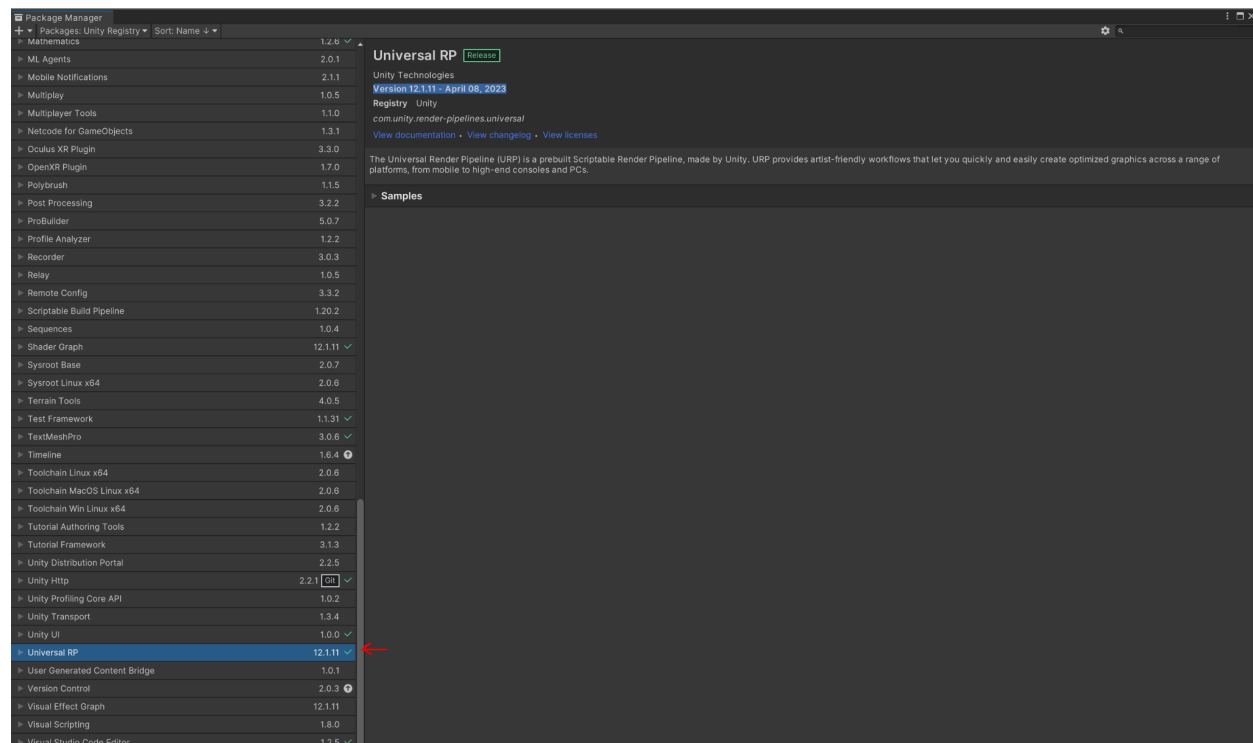 Package Manager
Packages: Unity Registry Sort: Name ↓
Mathematics 1.2.6
ML Agents 2.0.1
Mobile Notifications 2.1.1
Multiplay 1.0.5
Multiplayer Tools 1.1.0
Netcode for GameObjects 1.3.1
Oculus XR Plugin 3.3.0
OpenXR Plugin 1.7.0
Polybrush 1.1.5
Post Processing 3.2.2
ProBuilder 5.0.7
Profile Analyzer 1.2.2
Recorder 3.0.3
Relay 1.0.5
Remote Config 3.3.2
Scriptable Build Pipeline 1.20.2
Sequences 1.0.4
Shader Graph 12.1.11
Sysroot Base 2.0.7
Sysroot Linux x64 2.0.6
Terrain Tools 4.0.5
Test Framework 1.1.31
TextMeshPro 3.0.6
Timeline 1.6.4
Toolchain Linux x64 2.0.6
Toolchain MacOS Linux x64 2.0.6
Toolchain Win Linux x64 2.0.6
Tutorial Authoring Tools 1.2.2
Tutorial Framework 3.1.3
Unity Distribution Portal 2.2.5
Unity Http 2.2.1 Git
Unity Profiling Core API 1.0.2
Unity Transport 1.3.4
Unity UI 1.0.0
Universal RP 12.1.11
User Generated Content Bridge 1.0.1
Version Control 2.0.3
Visual Effect Graph 12.1.11
Visual Scripting 1.8.0
Visual Studio Code Editor 1.2.5
Universal RP Release
Unity Technologies
Version 12.1.11 - April 08, 2023
Registry Unity
com.unity.render-pipelines.universal
View documentation • View changelog • View licenses
The Universal Render Pipeline (URP) is a prebuilt Scriptable Render Pipeline, made by Unity. URP provides artist-friendly workflows that let you quickly and easily create optimized graphics across a range of
platforms, from mobile to high-end consoles and PCs.
Samples